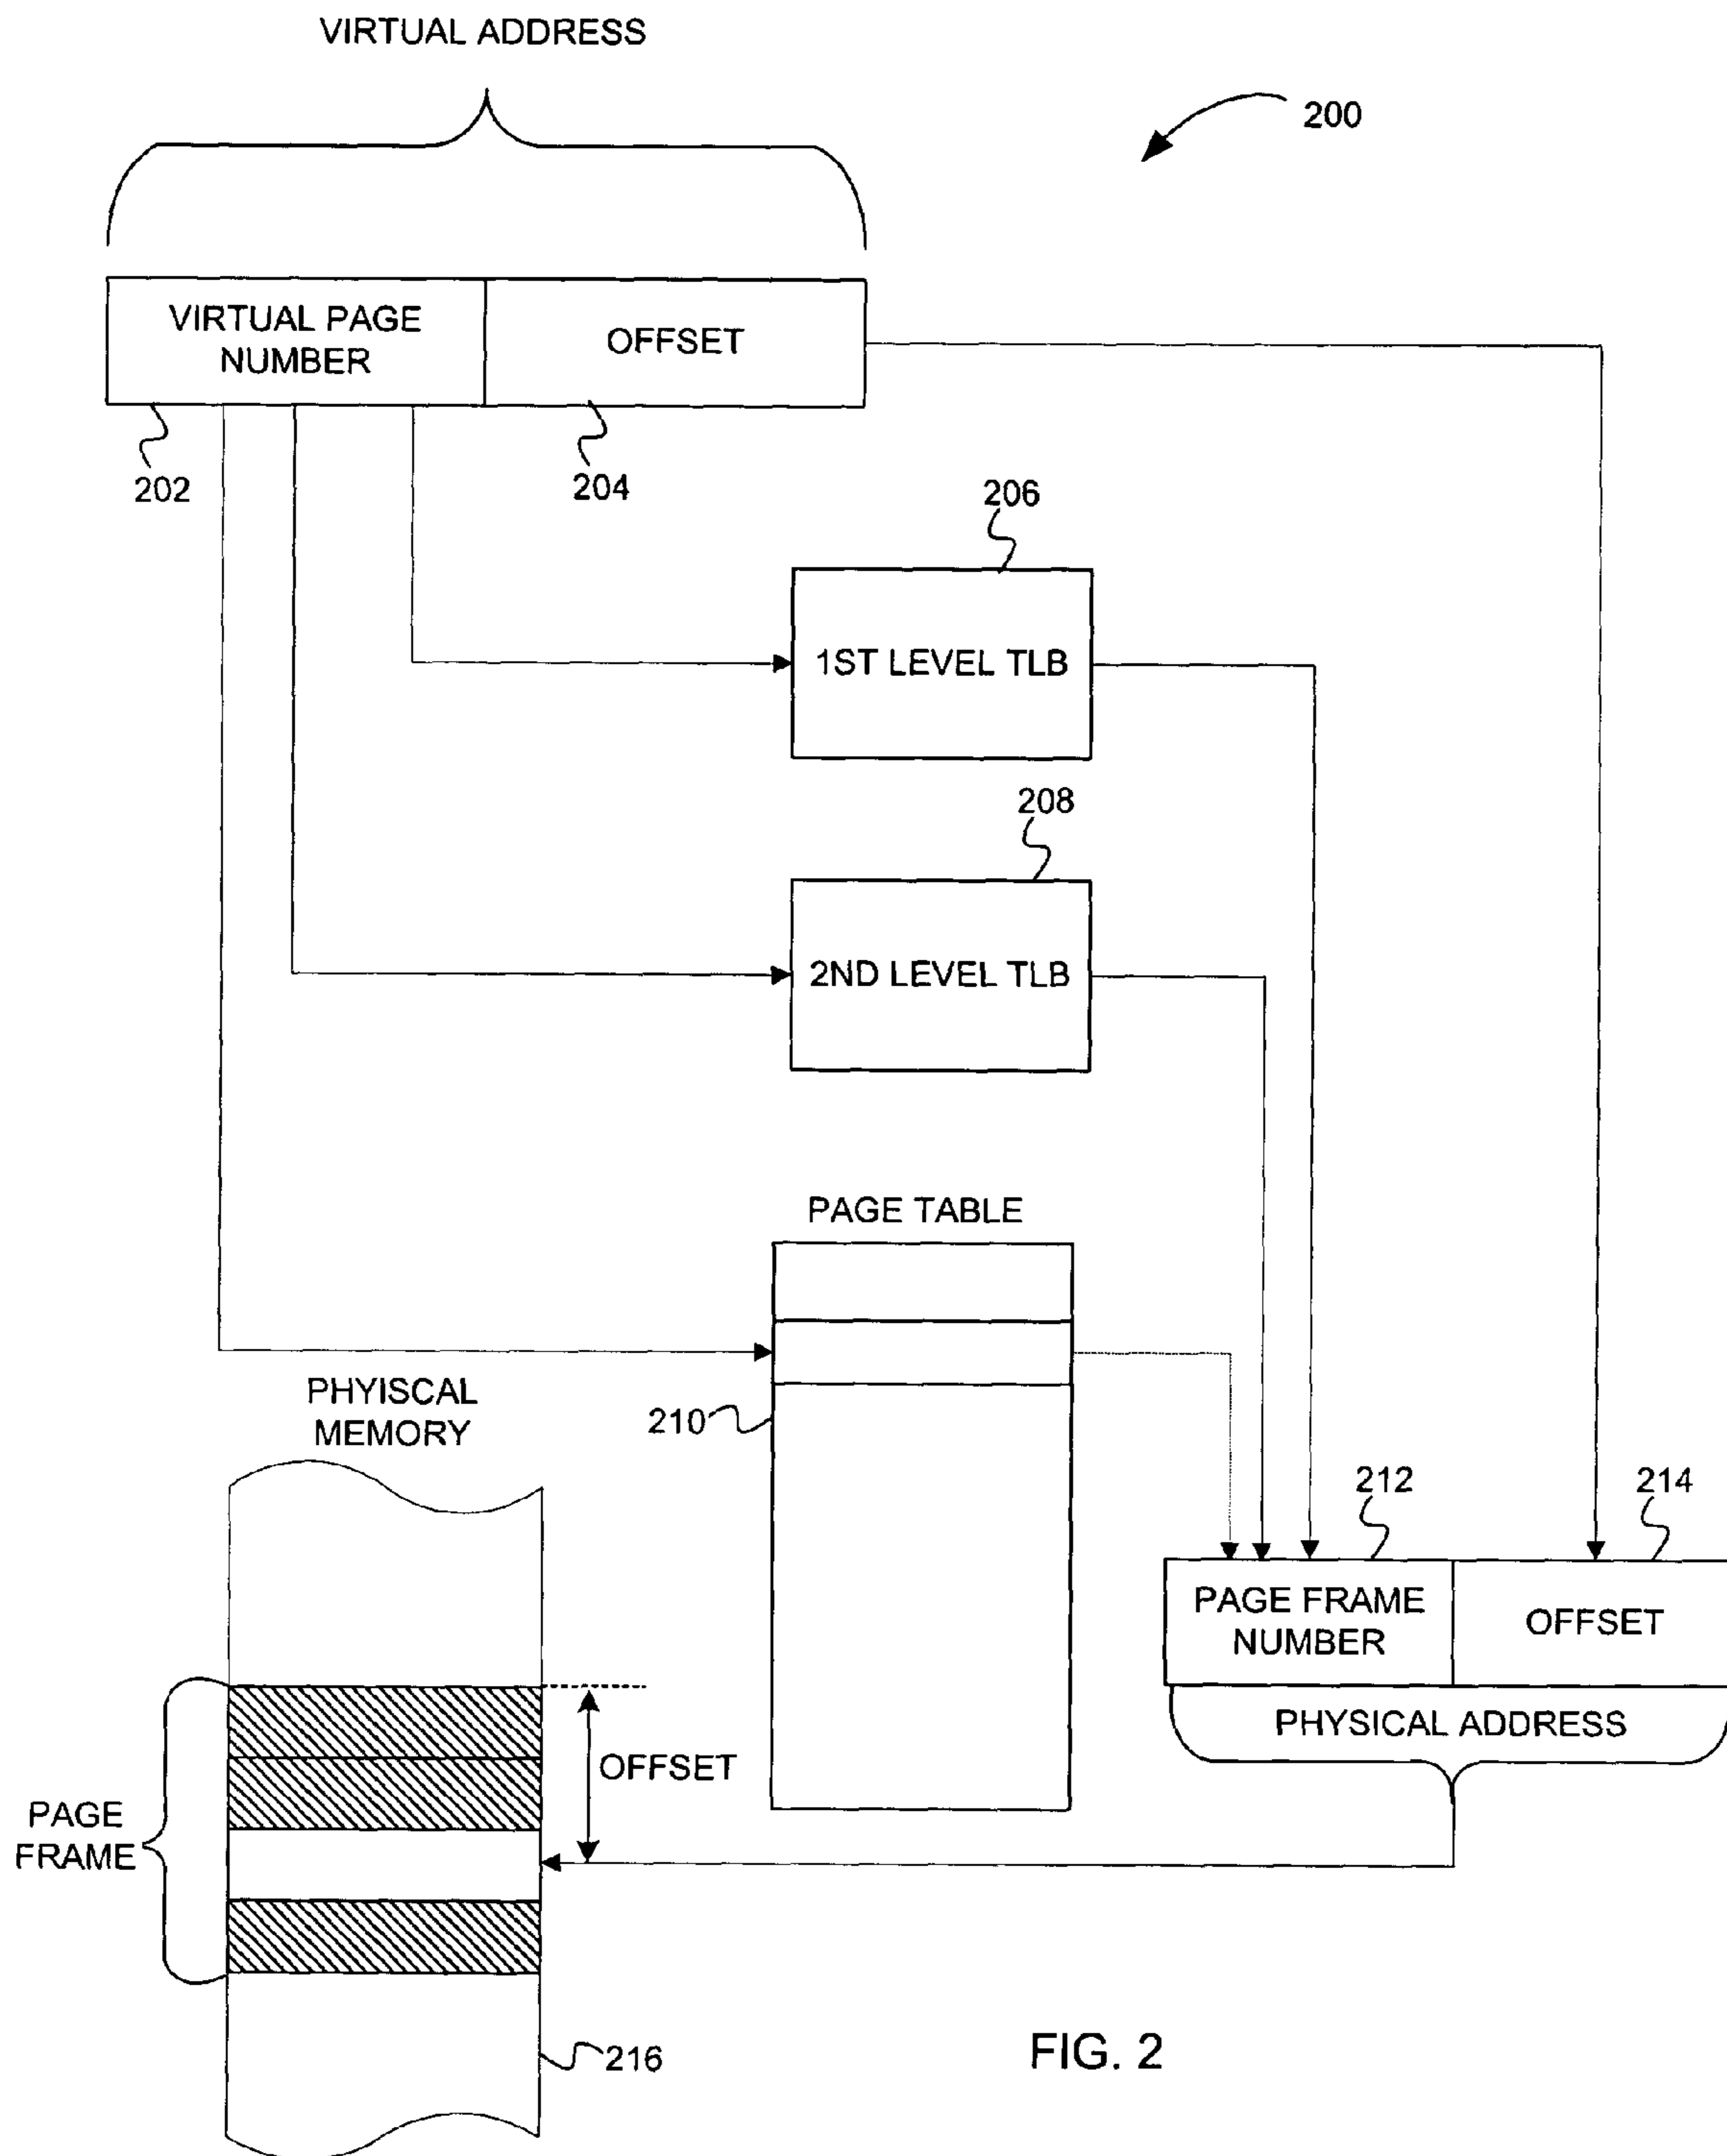 VIRTUAL ADDRESS
200
VIRTUAL PAGE
NUMBER
OFFSET
202
204
206
1ST LEVEL TLB
208
2ND LEVEL TLB
PAGE TABLE
PHYISCAL
MEMORY
210
212
214
PAGE FRAME
NUMBER
OFFSET
PHYSICAL ADDRESS
OFFSET
PAGE
FRAME
216
FIG. 2